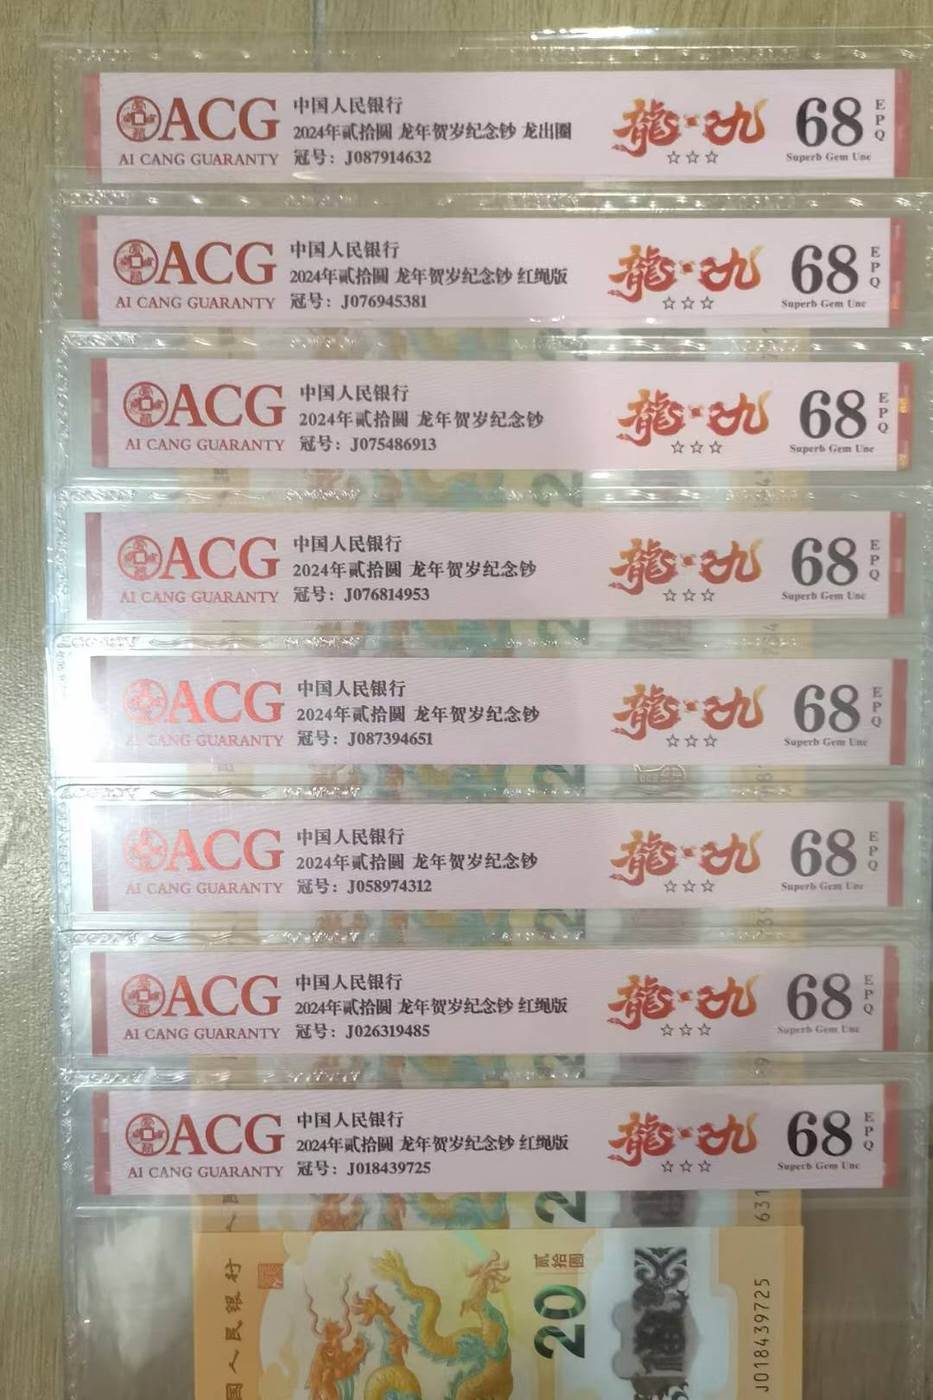 ACG
AI CANG GUARANTY
中国人民银行
2024年贰拾圆 龙年贺岁纪念钞 龙出圈
冠号：J087914632
龍 九
☆☆☆
68
EPQ
Superb Gem Unc
ACG
AI CANG GUARANTY
中国人民银行
2024年贰拾圆 龙年贺岁纪念钞 红绳版
冠号：J076945381
龍 九
☆☆☆
68
EPQ
Superb Gem Unc
ACG
AI CANG GUARANTY
中国人民银行
2024年贰拾圆 龙年贺岁纪念钞
冠号：J075486913
龍 九
☆☆☆
68
EPQ
Superb Gem Unc
ACG
AI CANG GUARANTY
中国人民银行
2024年贰拾圆 龙年贺岁纪念钞
冠号：J076814953
龍 九
☆☆☆
68
EPQ
Superb Gem Unc
ACG
AI CANG GUARANTY
中国人民银行
2024年贰拾圆 龙年贺岁纪念钞
冠号：J087394651
龍 九
☆☆☆
68
EPQ
Superb Gem Unc
ACG
AI CANG GUARANTY
中国人民银行
2024年贰拾圆 龙年贺岁纪念钞
冠号：J058974312
龍 九
☆☆☆
68
EPQ
Superb Gem Unc
ACG
AI CANG GUARANTY
中国人民银行
2024年贰拾圆 龙年贺岁纪念钞 红绳版
冠号：J026319485
龍 九
☆☆☆
68
EPQ
Superb Gem Unc
ACG
AI CANG GUARANTY
中国人民银行
2024年贰拾圆 龙年贺岁纪念钞 红绳版
冠号：J018439725
龍 九
☆☆☆
68
EPQ
Superb Gem Unc
国人民银行
贰拾圆
20
J018439725